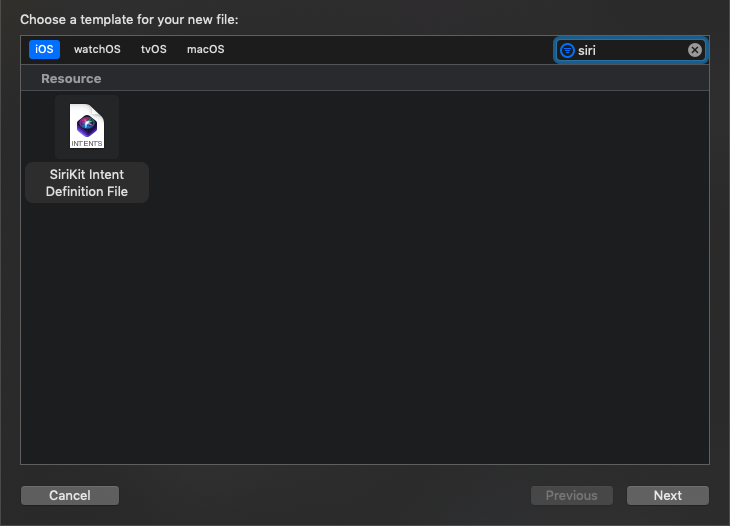 Choose a template for your new file:
iOS watchOS tvOS macOS siri
Resource
INTENTS
SiriKit Intent
Definition File
Cancel Previous Next